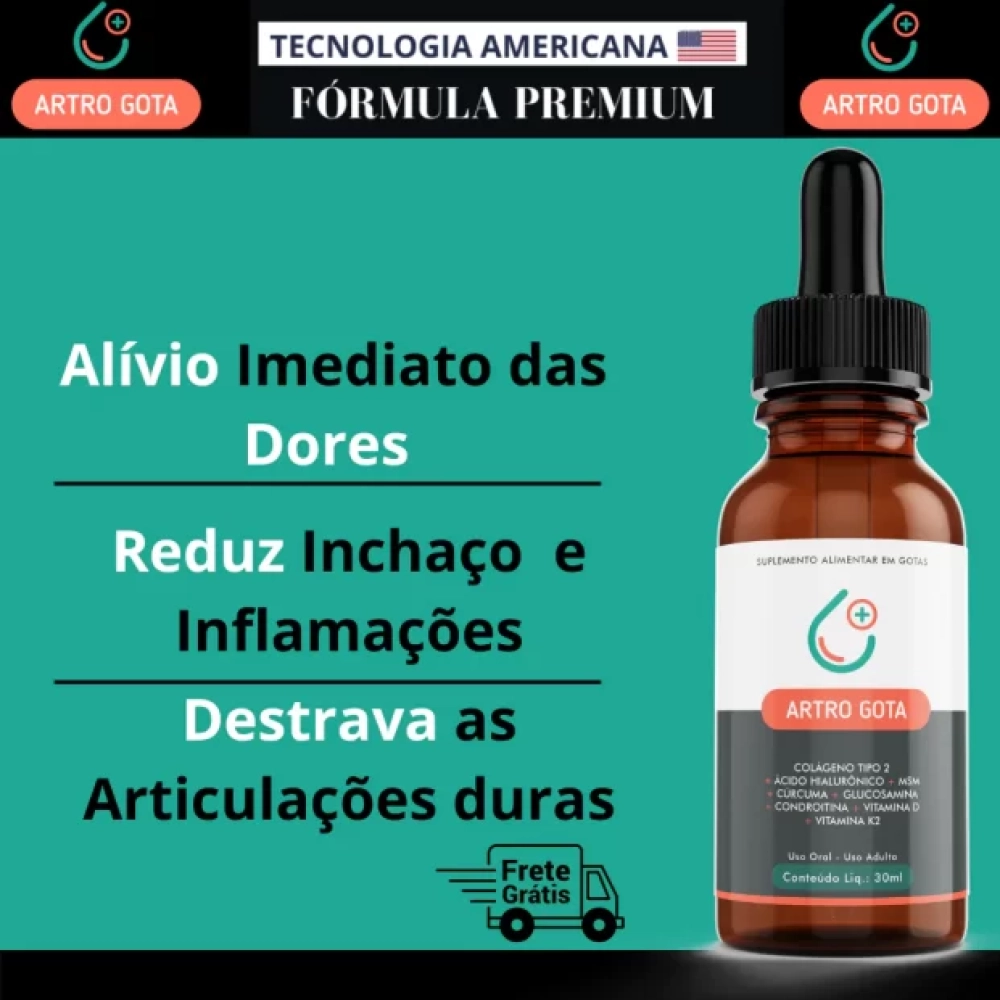 ARTRO GOTA
TECNOLOGIA AMERICANA
FÓRMULA PREMIUM
ARTRO GOTA
Alívio Imediato das
Dores
Reduz Inchaço e
Inflamações
Destrava as
Articulações duras
Frete
Grátis
SUPLEMENTO ALIMENTAR EM GOTAS
ARTRO GOTA
COLÁGENO TIPO 2
+ ÁCIDO HIALURÔNICO + MSM
+ CÚRCUMA + GLUCOSAMINA
+ CONDROITINA + VITAMINA D
+ VITAMINA K2
Uso Oral - Uso Adulto
Conteúdo Liq.: 30ml